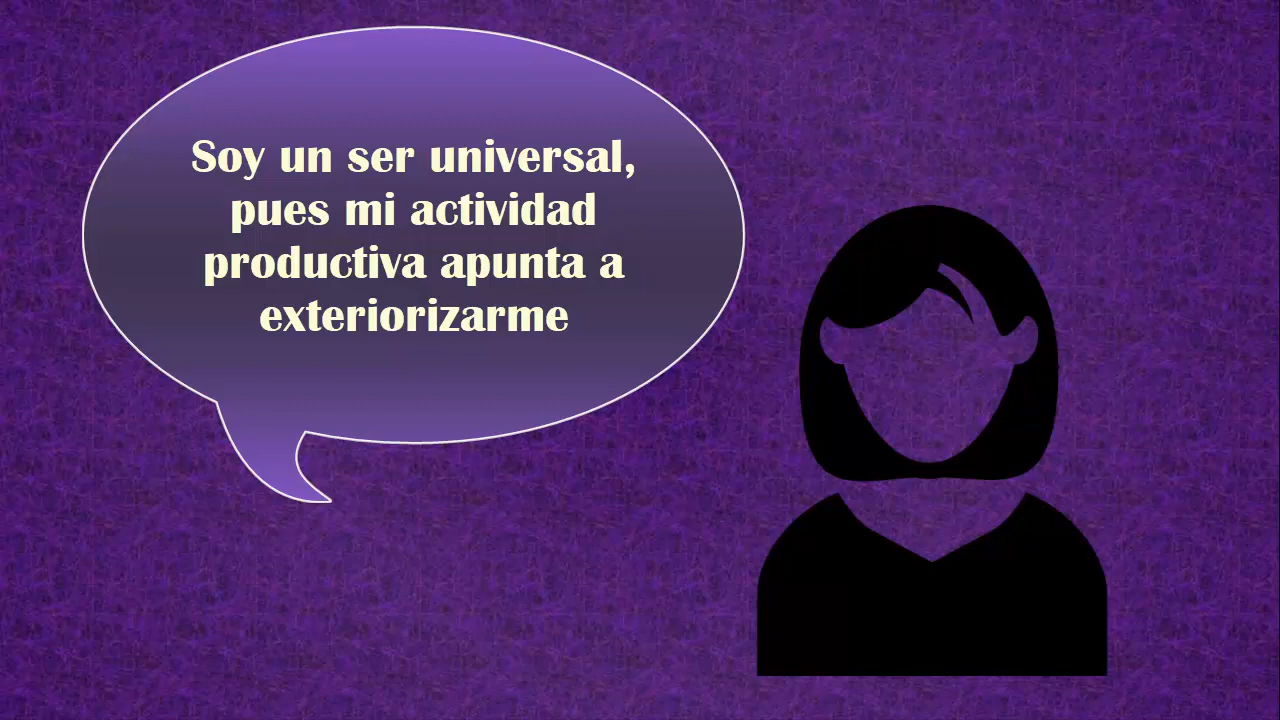 Soy un ser universal,
pues mi actividad
productiva apunta a
exteriorizarme